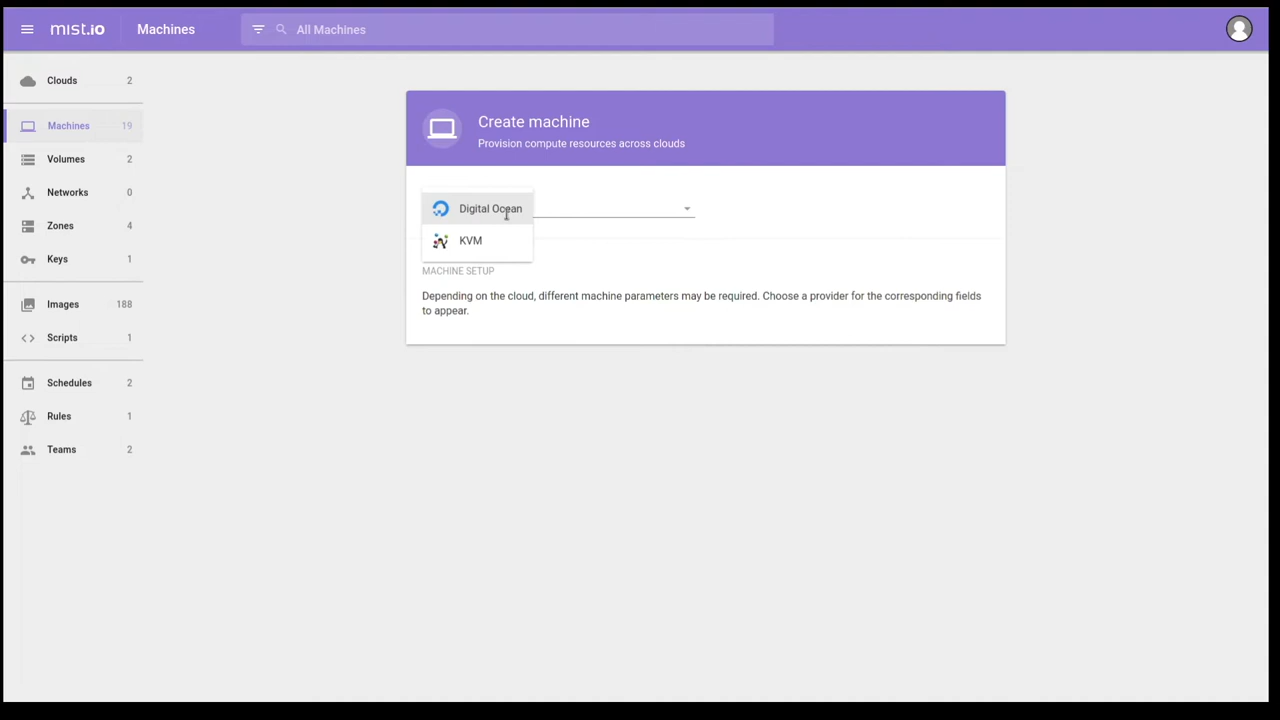 mist.io
Machines
All Machines
Clouds 2
Machines 19
Volumes 2
Networks 0
Zones 4
Keys 1
Images 188
Scripts 1
Schedules 2
Rules 1
Teams 2
Create machine
Provision compute resources across clouds
Digital Ocean
KVM
MACHINE SETUP
Depending on the cloud, different machine parameters may be required. Choose a provider for the corresponding fields
to appear.